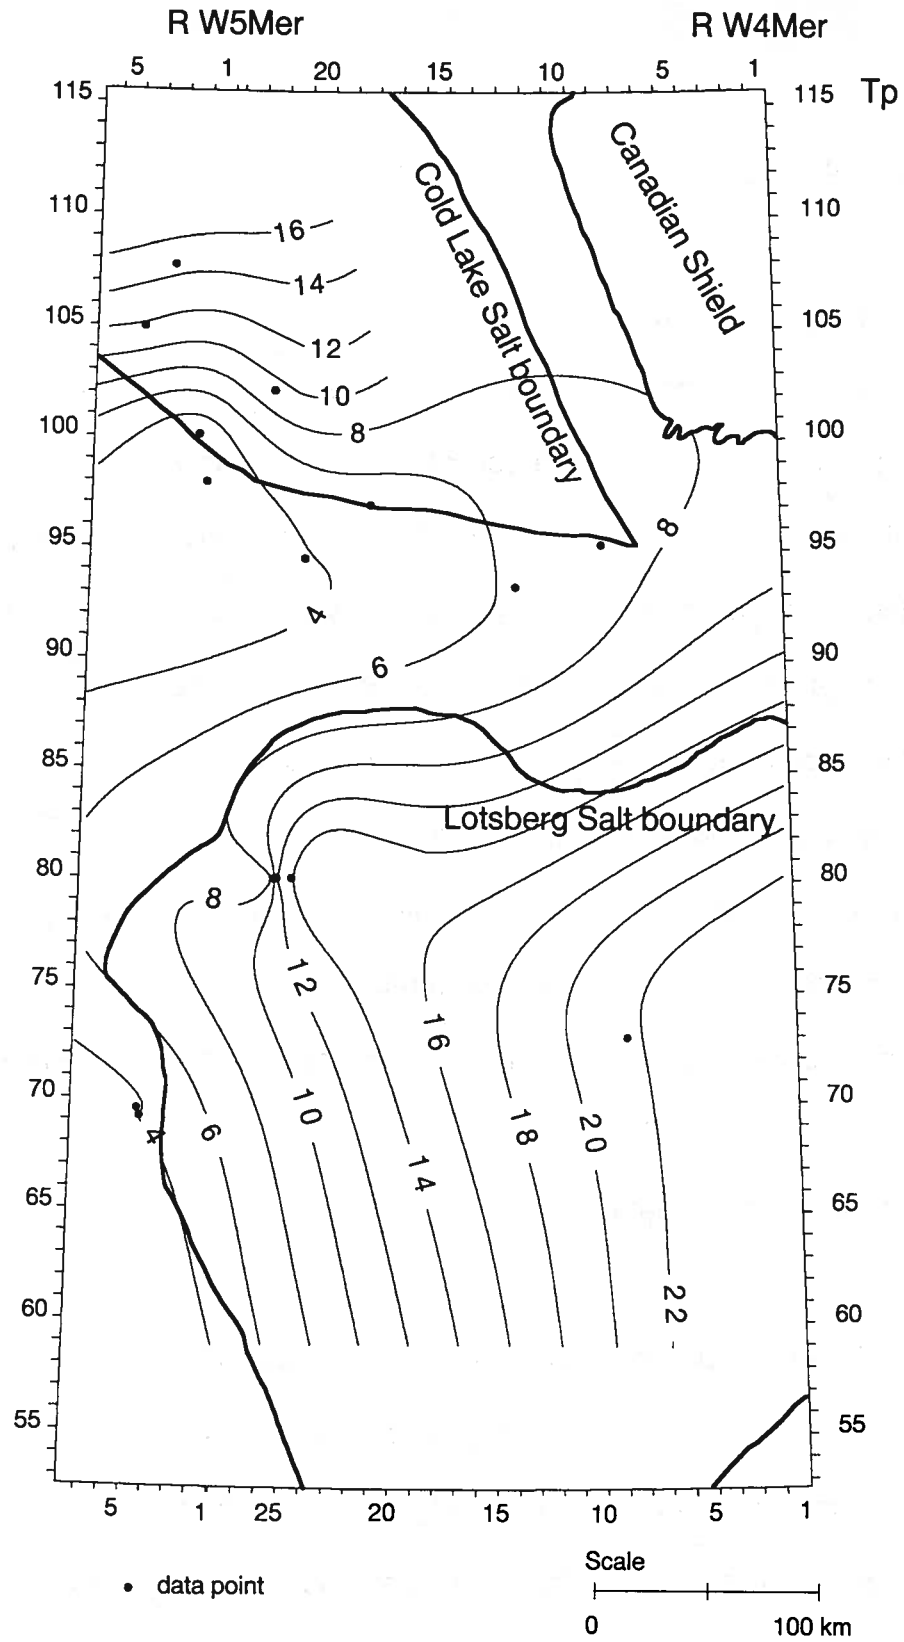 R W5Mer R W4Mer
5 1 20 15 10 5 1
115 115 Tp
Canadian Shield
Cold Lake Salt boundary
110 110
16
14
105 105
12
10
100 8 100
95 8 95
4
90 6 90
85 85
Lotsberg Salt boundary
80 80
8
75 12 75
16
70 10 70
4 6 18 20
14
65 65
60 22 60
55 55
5 1 25 20 15 10 5 1
Scale
data point
0 100 km